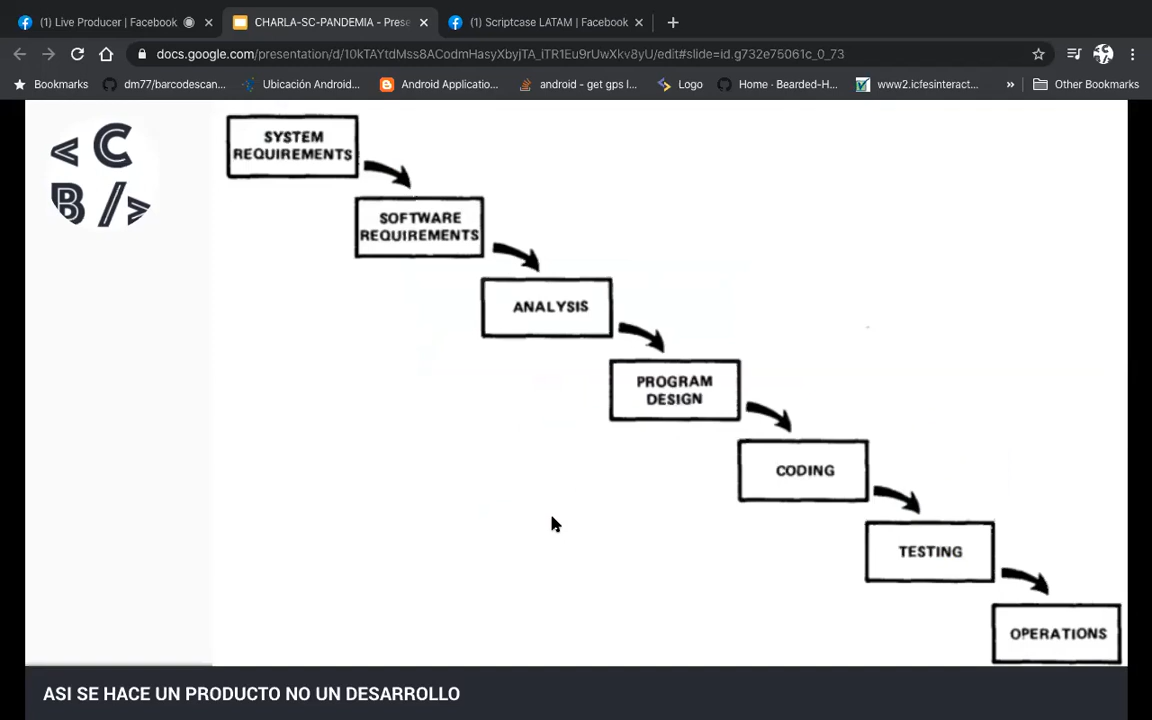 (1) Live Producer | Facebook
CHARLA-SC-PANDEMIA - Prese
(1) Scriptcase LATAM | Facebook
docs.google.com/presentation/d/10kTAYtdMss8ACodmHasyXbyjTA_iTR1Eu9rUwXkv8yU/edit#slide=id.g732e75061c_0_73
Bookmarks
dm77/barcodescan...
Ubicación Android...
Android Applicatio...
android - get gps l...
Logo
Home · Bearded-H...
www2.icfesinteract...
»
Other Bookmarks
< C
B />
SYSTEM
REQUIREMENTS
SOFTWARE
REQUIREMENTS
ANALYSIS
PROGRAM
DESIGN
CODING
TESTING
OPERATIONS
ASI SE HACE UN PRODUCTO NO UN DESARROLLO